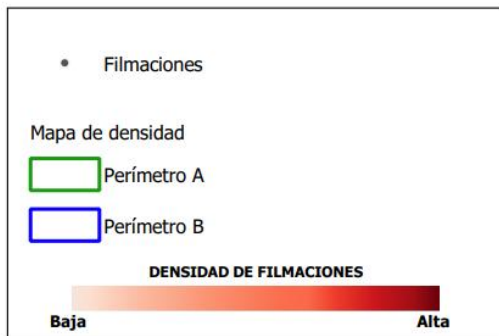 Filmaciones
Mapa de densidad
Perímetro A
Perímetro B
DENSIDAD DE FILMACIONES
Baja Alta